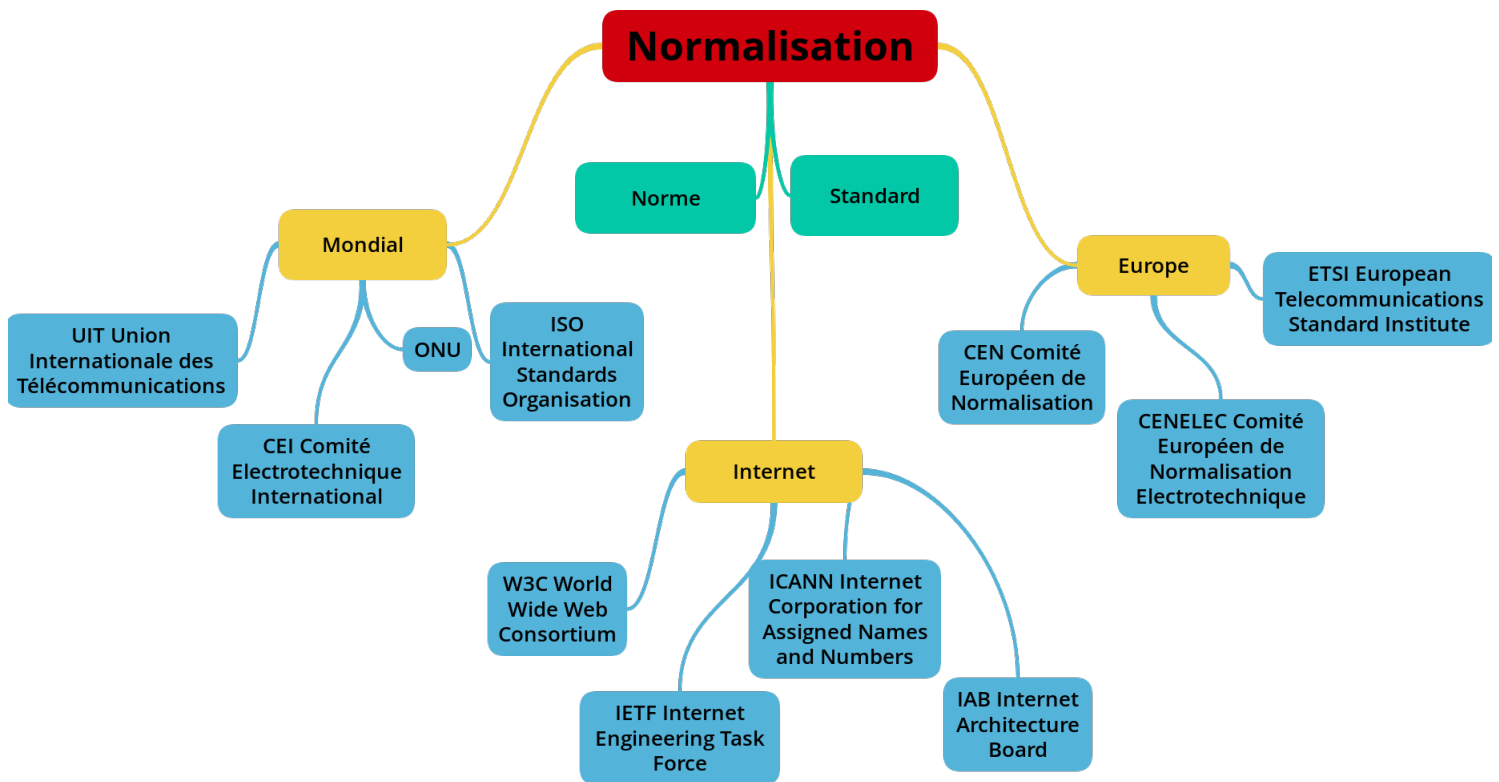 Normalisation
Norme
Standard
Mondial
UIT Union
Internationale des
Télécommunications
CEI Comité
Electrotechnique
International
ONU
ISO
International
Standards
Organisation
Europe
CEN Comité
Européen de
Normalisation
CENELEC Comité
Européen de
Normalisation
Electrotechnique
ETSI European
Telecommunications
Standard Institute
Internet
W3C World
Wide Web
Consortium
IETF Internet
Engineering Task
Force
ICANN Internet
Corporation for
Assigned Names
and Numbers
IAB Internet
Architecture
Board